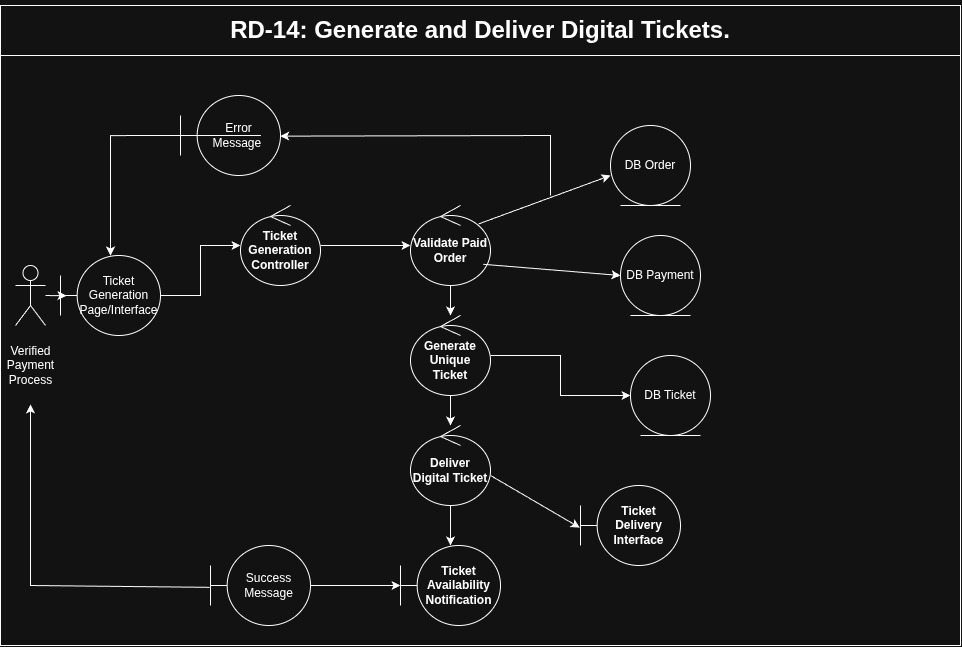 RD-14: Generate and Deliver Digital Tickets.
Error
Message
DB Order
Ticket
Generation
Controller
Validate Paid
Order
Ticket
Generation
Page/Interface
DB Payment
Verified
Payment
Process
Generate
Unique
Ticket
DB Ticket
Deliver
Digital Ticket
Ticket
Delivery
Interface
Success
Message
Ticket
Availability
Notification